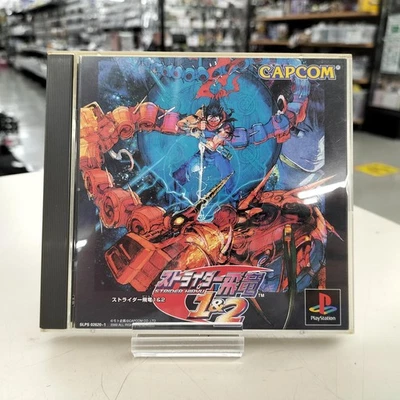 CAPCOM
ストライダー飛竜
STRIDER HIRYU
1&2™
ストライダー飛竜1&2
PlayStation